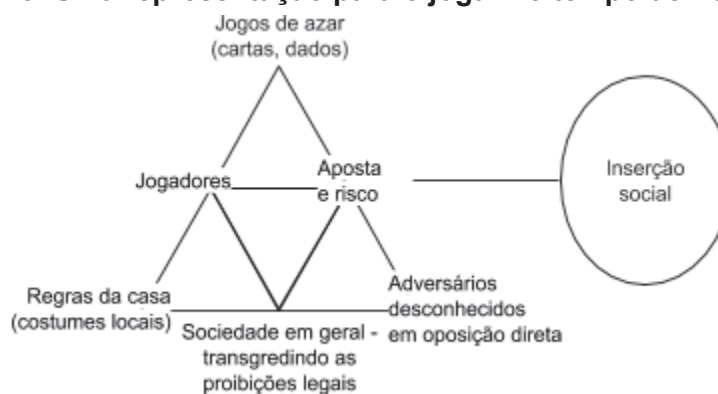 Jogos de azar
(cartas, dados)
Jogadores
Aposta
e risco
Inserção
social
Regras da casa
(costumes locais)
Sociedade em geral -
transgredindo as
proibições legais
Adversários
desconhecidos
em oposição direta